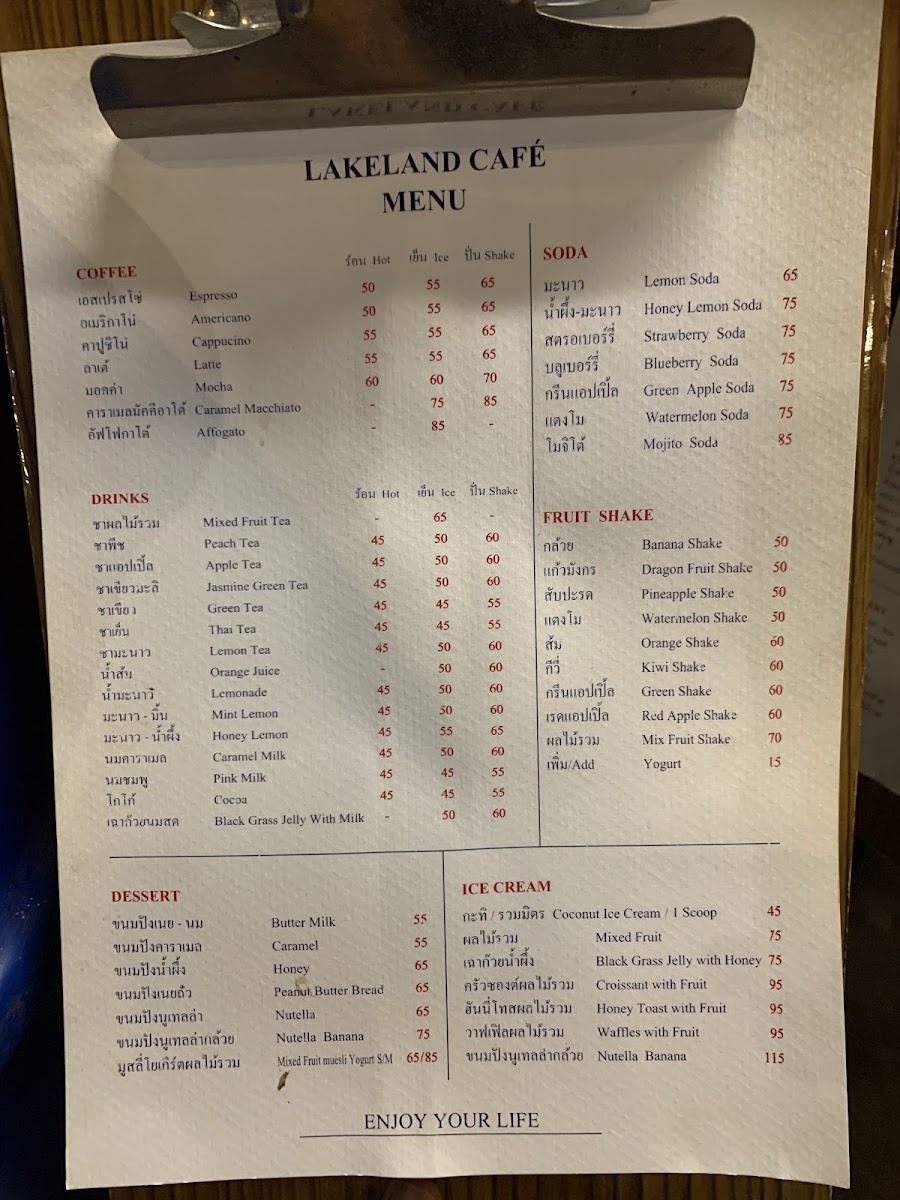 LAKELAND CAFÉ
MENU
COFFEE ร้อน Hot เย็น Ice ปั่น Shake
เอสเปรสโซ่ Espresso 50 55 65
อเมริกาโน่ Americano 50 55 65
คาปูชิโน่ Cappucino 55 55 65
ลาเต้ Latte 55 55 65
มอคค่า Mocha 60 60 70
คาราเมลมัคคีอาโต้ Caramel Macchiato - 75 85
อัฟโฟกาโต้ Affogato - 85 -
SODA
มะนาว Lemon Soda 65
น้ำผึ้ง-มะนาว Honey Lemon Soda 75
สตรอเบอร์รี่ Strawberry Soda 75
บลูเบอร์รี่ Blueberry Soda 75
กรีนแอปเปิ้ล Green Apple Soda 75
แตงโม Watermelon Soda 75
โมจิโต้ Mojito Soda 85
DRINKS ร้อน Hot เย็น Ice ปั่น Shake
ชาผลไม้รวม Mixed Fruit Tea - 65 -
ชาพีช Peach Tea 45 50 60
ชาแอปเปิ้ล Apple Tea 45 50 60
ชาเขียวมะลิ Jasmine Green Tea 45 50 60
ชาเขียว Green Tea 45 45 55
ชาเย็น Thai Tea 45 45 55
ชามะนาว Lemon Tea 45 50 60
น้ำส้ม Orange Juice - 50 60
น้ำมะนาว Lemonade 45 50 60
มะนาว - มิ้น Mint Lemon 45 50 60
มะนาว - น้ำผึ้ง Honey Lemon 45 55 65
นมคาราเมล Caramel Milk 45 50 60
นมชมพู Pink Milk 45 45 55
โกโก้ Cocoa 45 45 55
เฉาก๊วยนมสด Black Grass Jelly With Milk - 50 60
FRUIT SHAKE
กล้วย Banana Shake 50
แก้วมังกร Dragon Fruit Shake 50
สับปะรด Pineapple Shake 50
แตงโม Watermelon Shake 50
ส้ม Orange Shake 60
กีวี่ Kiwi Shake 60
กรีนแอปเปิ้ล Green Shake 60
เรดแอปเปิ้ล Red Apple Shake 60
ผลไม้รวม Mix Fruit Shake 70
เพิ่ม/Add Yogurt 15
DESSERT
ขนมปังเนย - นม Butter Milk 55
ขนมปังคาราเมล Caramel 55
ขนมปังน้ำผึ้ง Honey 65
ขนมปังเนยถั่ว Peanut Butter Bread 65
ขนมปังนูเทลล่า Nutella 65
ขนมปังนูเทลล่ากล้วย Nutella Banana 75
มูสลี่โยเกิร์ตผลไม้รวม Mixed Fruit muesli Yogurt S/M 65/85
ICE CREAM
กะทิ / รวมมิตร Coconut Ice Cream / 1 Scoop 45
ผลไม้รวม Mixed Fruit 75
เฉาก๊วยน้ำผึ้ง Black Grass Jelly with Honey 75
ครัวซองต์ผลไม้รวม Croissant with Fruit 95
ฮันนี่โทสผลไม้รวม Honey Toast with Fruit 95
วาฟเฟิลผลไม้รวม Waffles with Fruit 95
ขนมปังนูเทลล่ากล้วย Nutella Banana 115
ENJOY YOUR LIFE